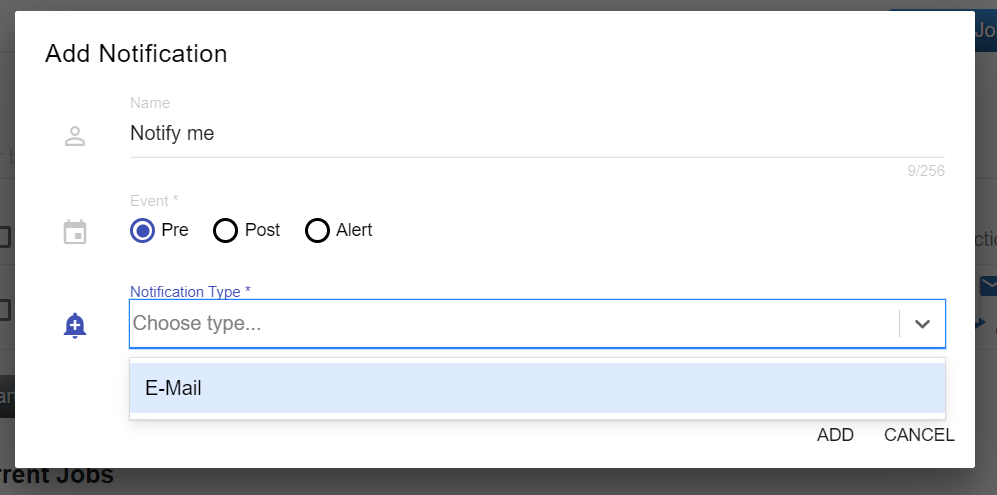 Jo
Add Notification
Name
Notify me
9/256
Event *
Pre Post Alert
Notification Type *
Choose type...
E-Mail
ADD CANCEL
rrent Jobs